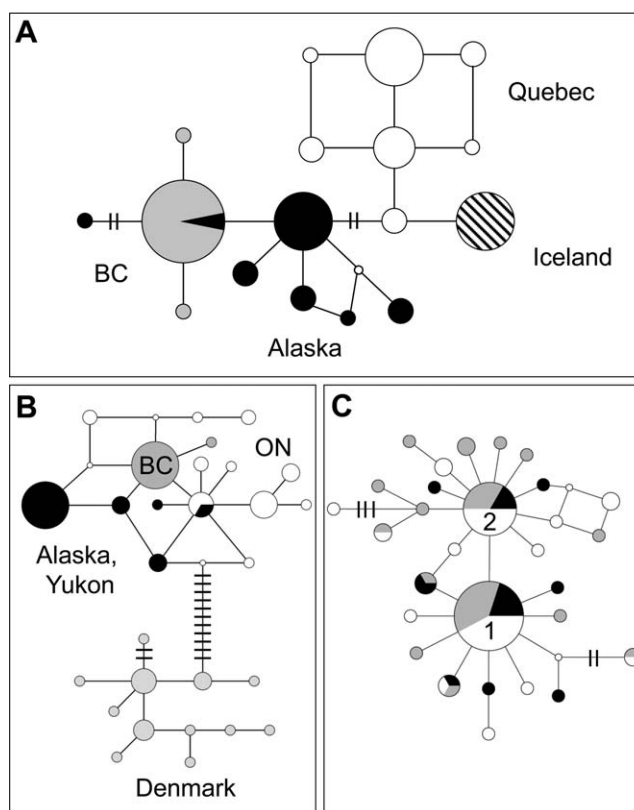 A
Quebec
Iceland
BC
Alaska
B
BC
ON
Alaska,
Yukon
Denmark
C
2
1